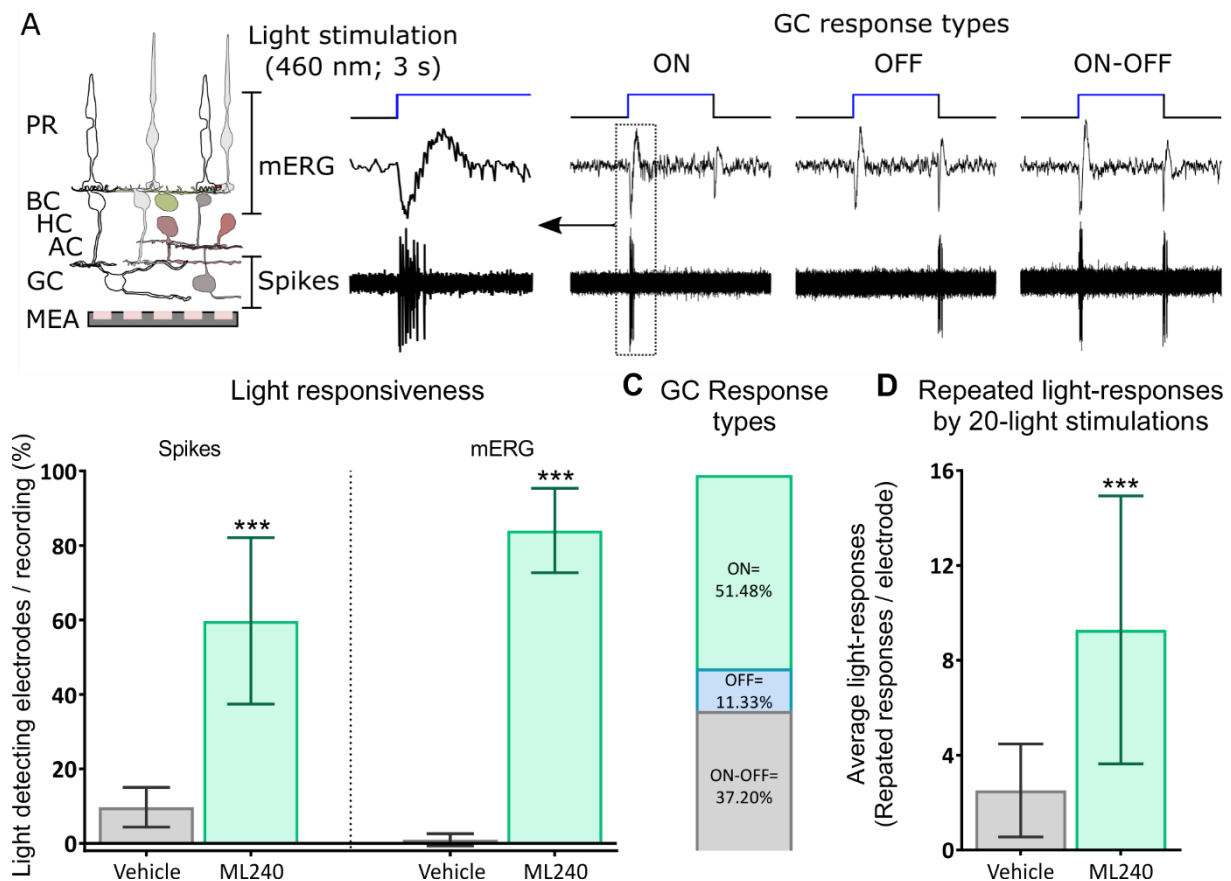 A
Light stimulation
(460 nm; 3 s)
GC response types
ON
OFF
ON-OFF
PR
BC
HC
AC
GC
MEA
mERG
Spikes
Light responsiveness
Spikes
mERG
Light detecting electrodes / recording (%)
100
80
60
40
20
0
***
***
Vehicle
ML240
Vehicle
ML240
C
GC Response
types
ON=
51.48%
OFF=
11.33%
ON-OFF=
37.20%
D
Repeated light-responses
by 20-light stimulations
Average light-responses
(Repated responses / electrode)
16
12
8
4
0
***
Vehicle
ML240